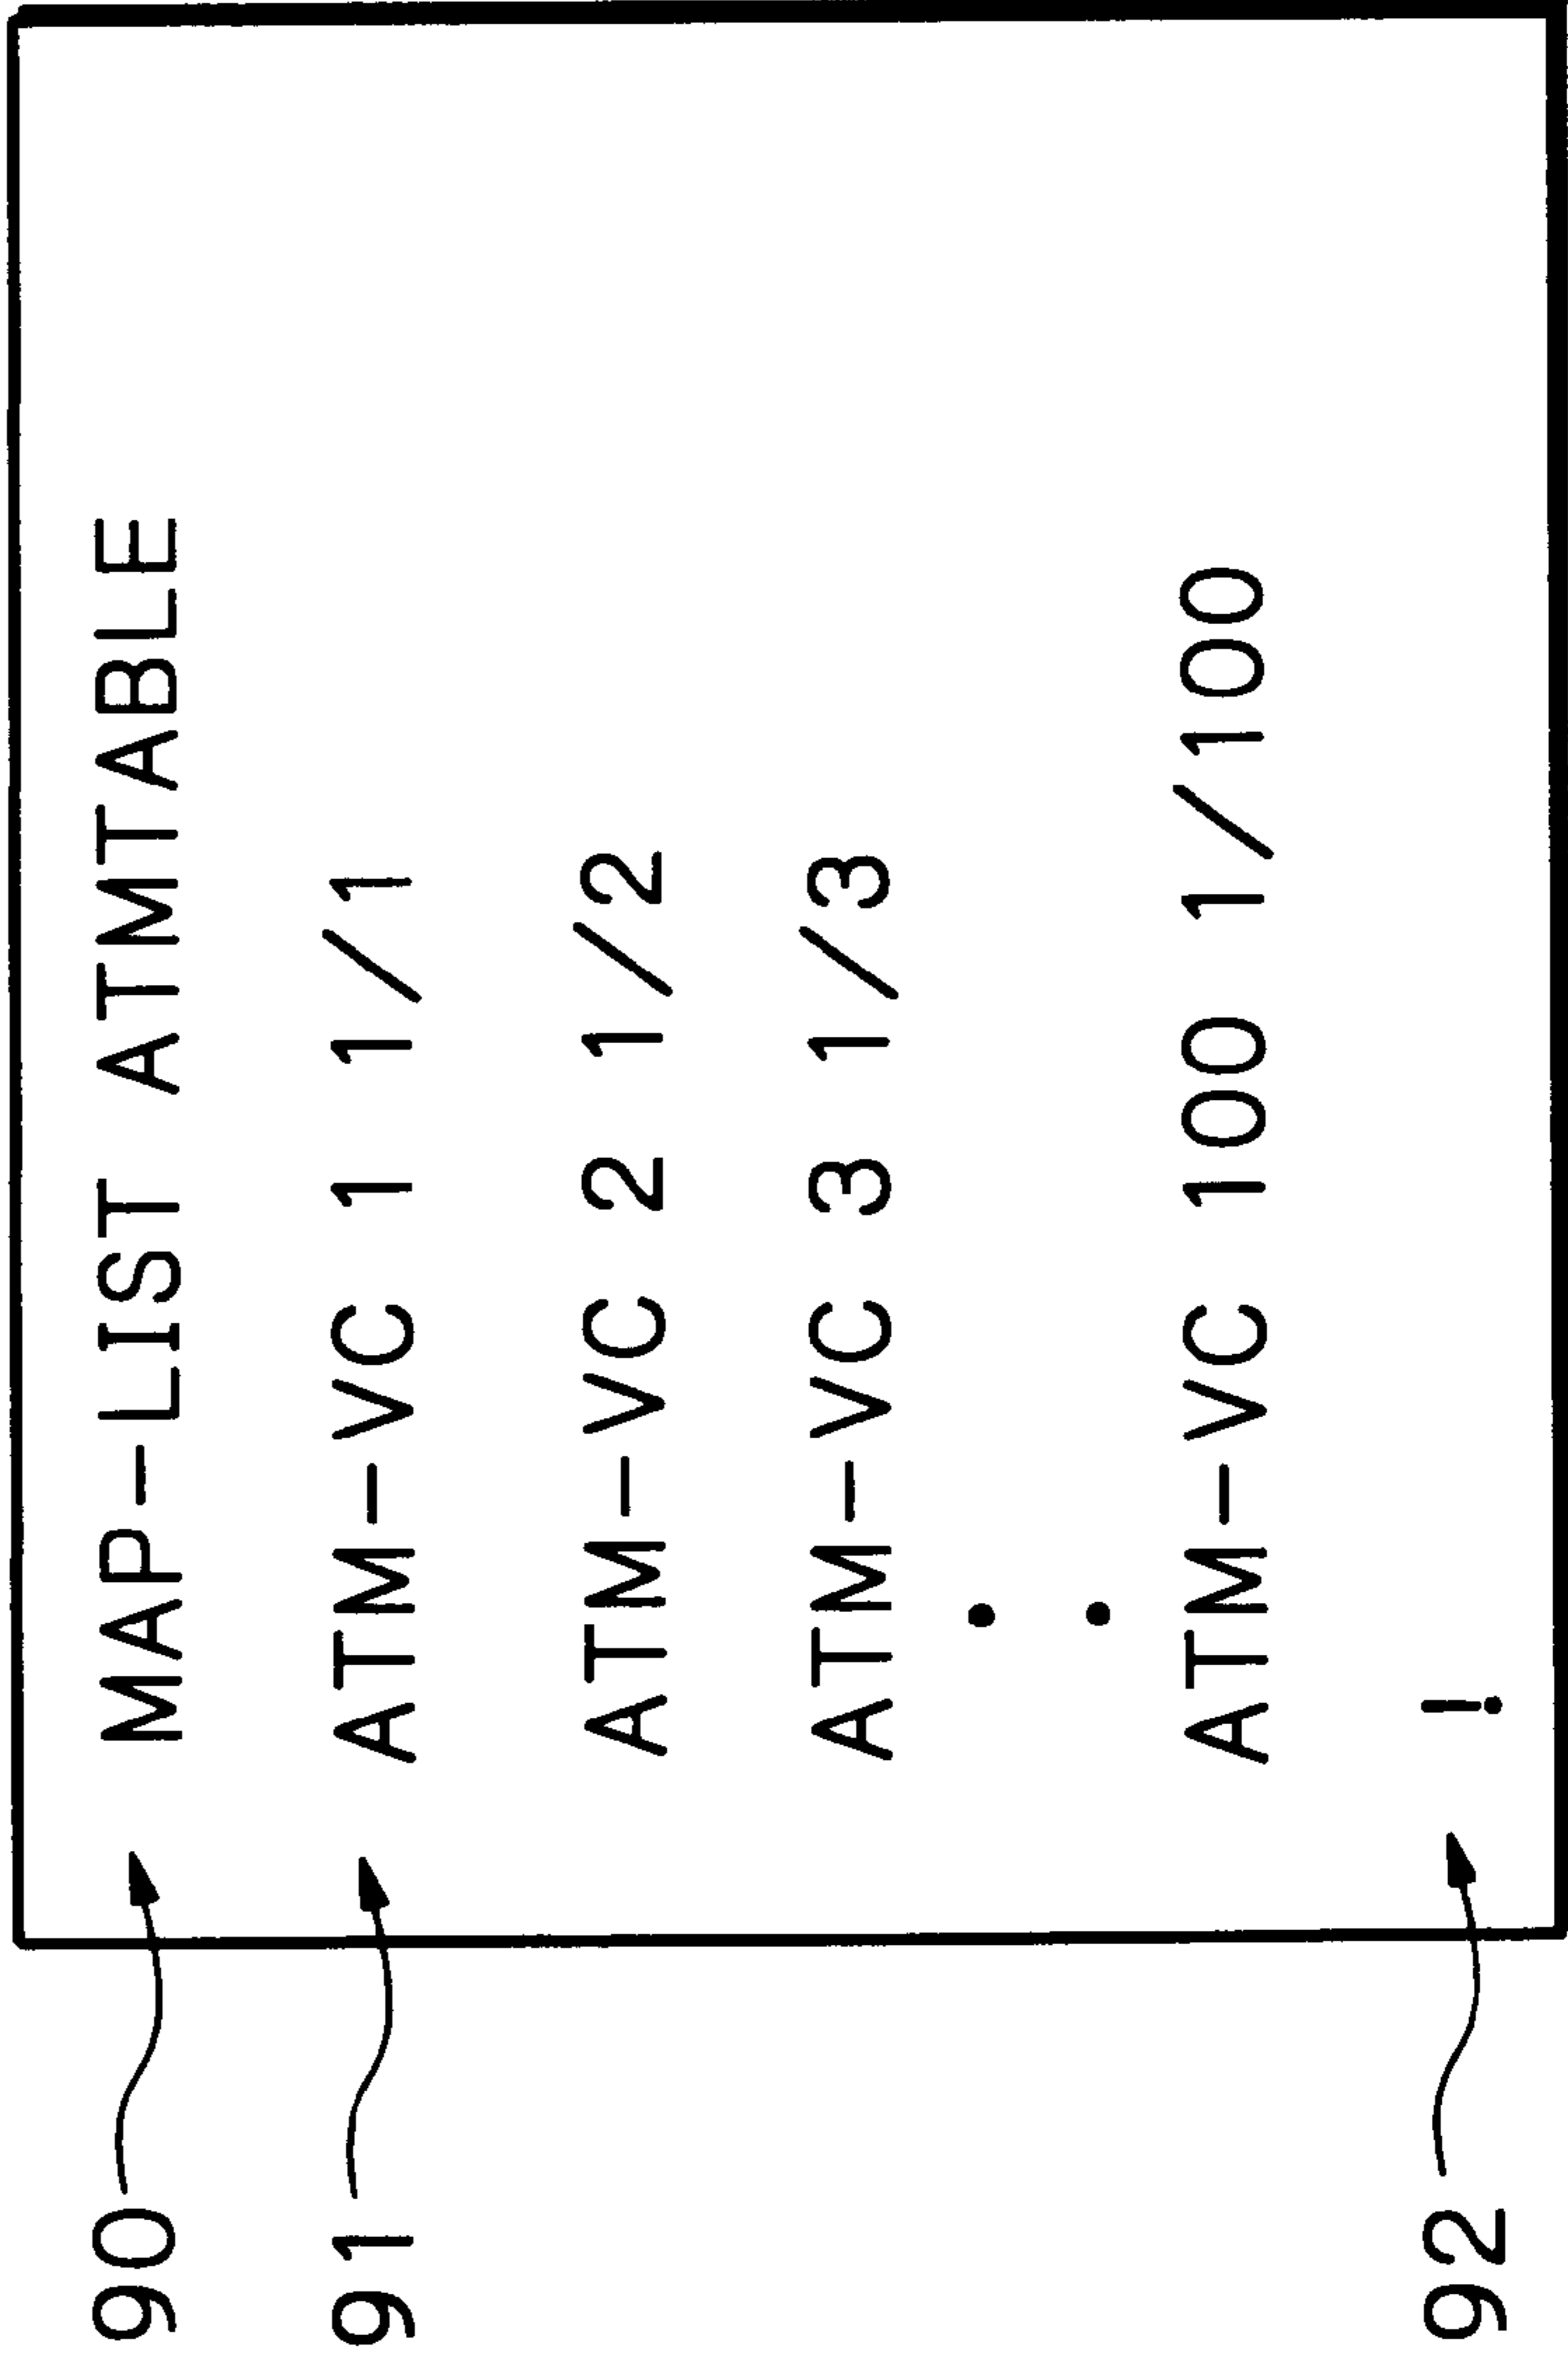 90 MAP-LIST ATMTABLE
91 ATM-VC 1 1/1
ATM-VC 2 1/2
ATM-VC 3 1/3
ATM-VC 100 1/100
92 !